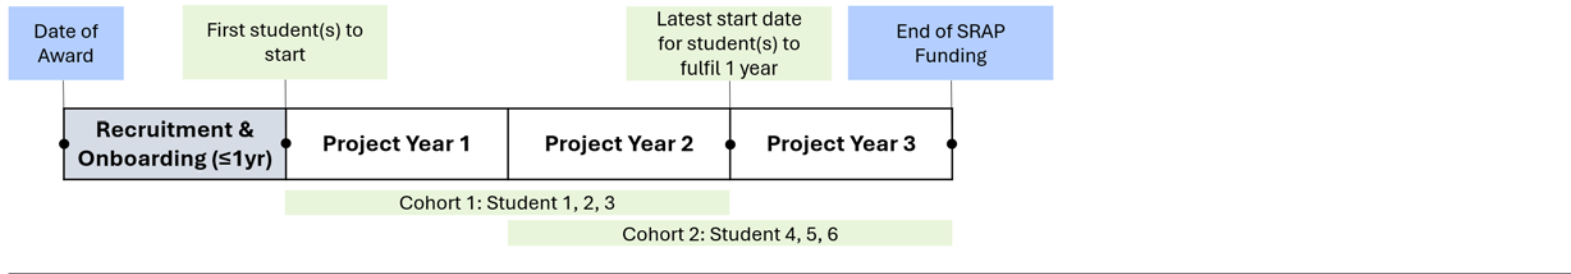 Date of
Award
First student(s) to
start
Latest start date
for student(s) to
fulfil 1 year
End of SRAP
Funding
Recruitment &
Onboarding (≤1yr)
Project Year 1
Project Year 2
Project Year 3
Cohort 1: Student 1, 2, 3
Cohort 2: Student 4, 5, 6